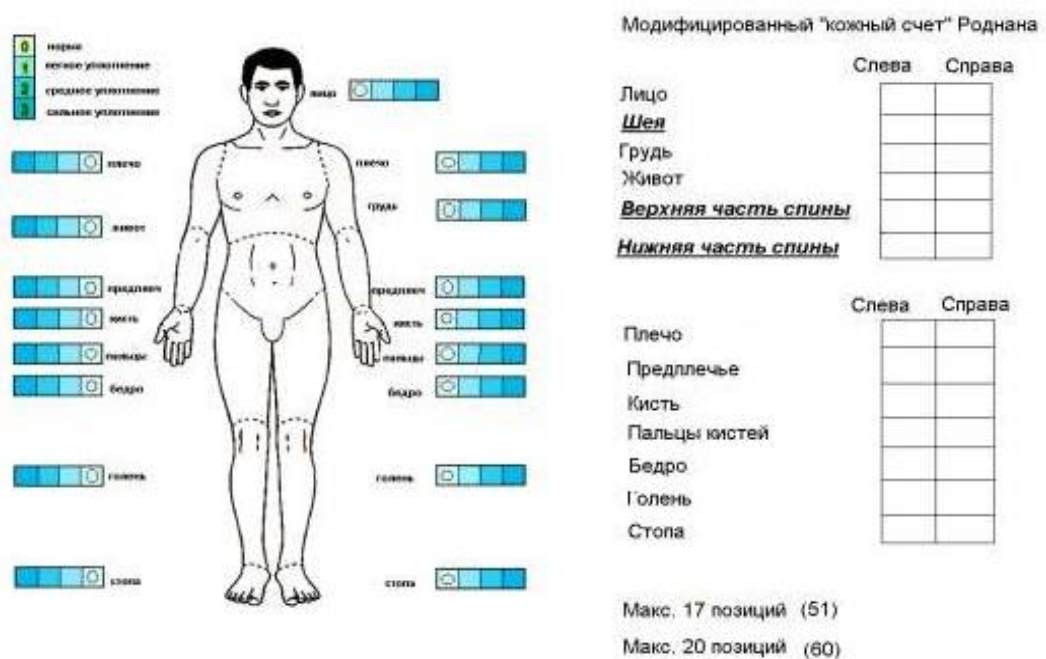 0 норма
1 легкое уплотнение
2 среднее уплотнение
3 сильное уплотнение
лицо
плечо
плечо
грудь
живот
предплеч
предплеч
кисть
кисть
пальцы
пальцы
бедро
бедро
голень
голень
стопа
стопа
Модифицированный "кожный счет" Роднана
Слева Справа
Лицо
Шея
Грудь
Живот
Верхняя часть спины
Нижняя часть спины
Слева Справа
Плечо
Предплечье
Кисть
Пальцы кистей
Бедро
Голень
Стопа
Макс. 17 позиций (51)
Макс. 20 позиций (60)